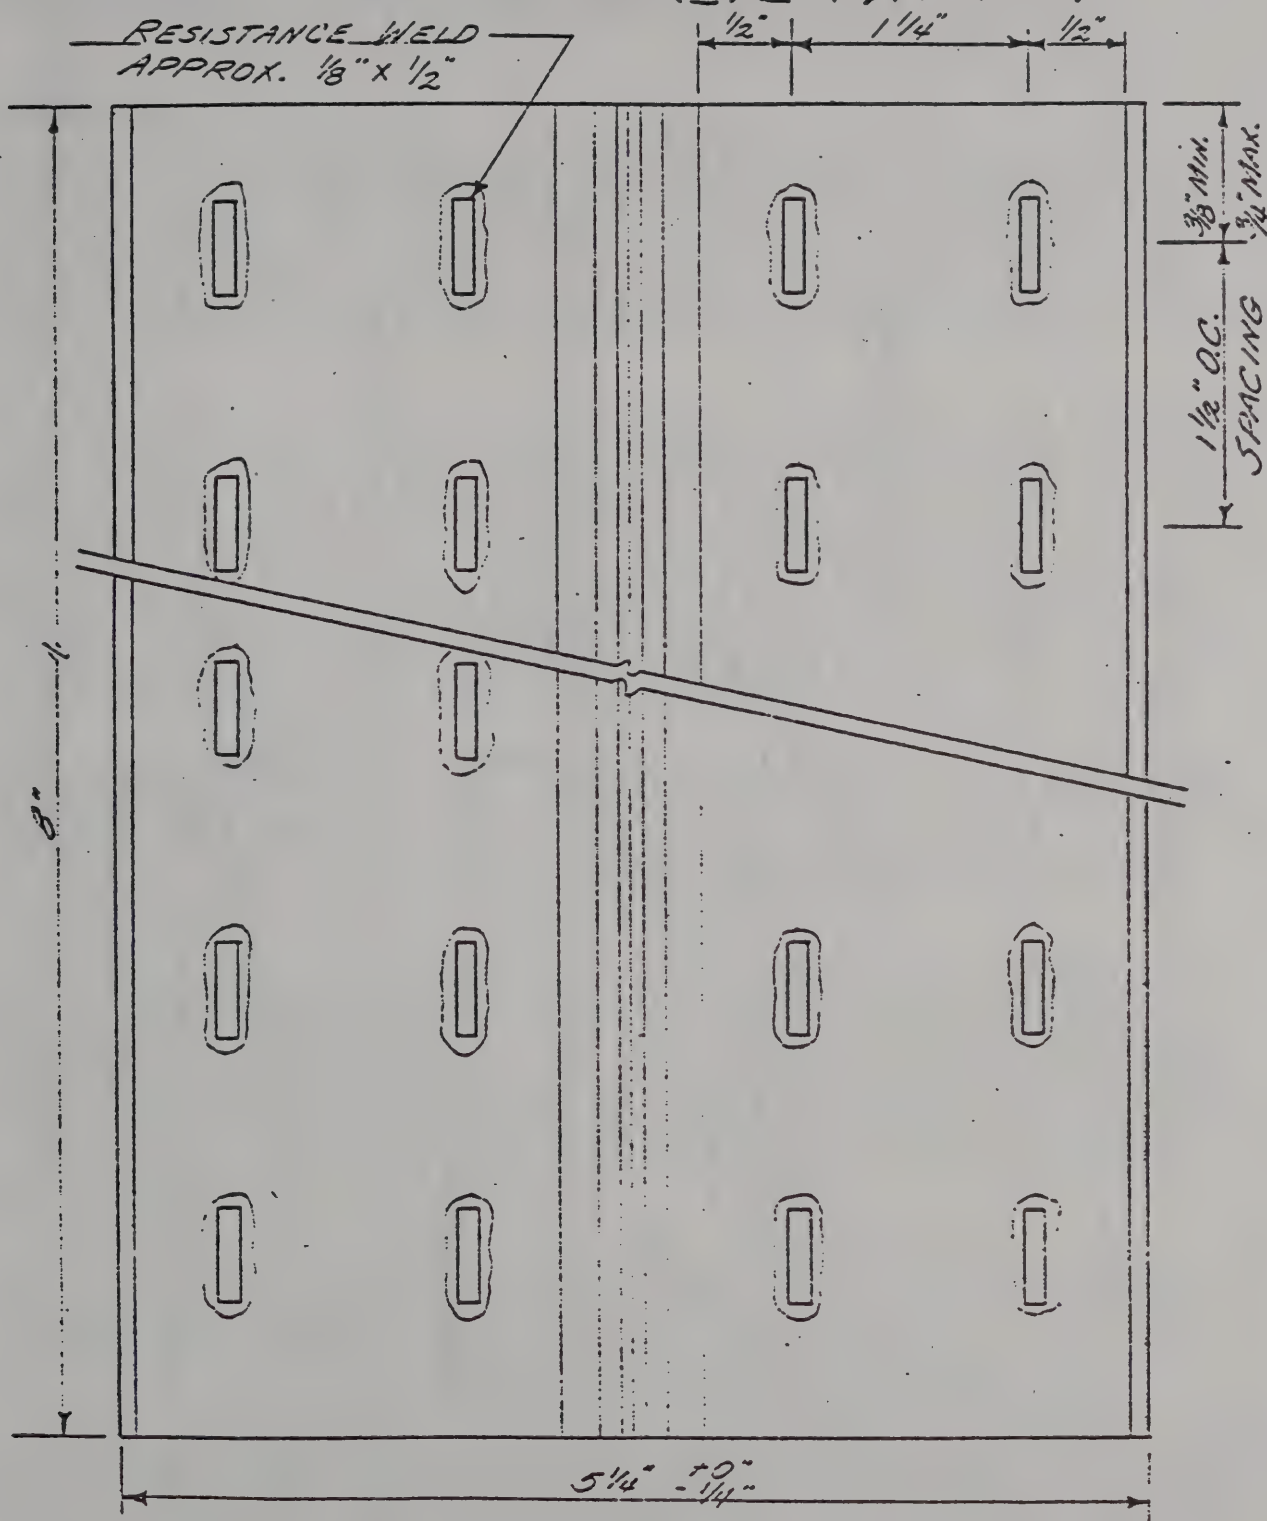 RESISTANCE WELD
APPROX. 1/8" X 1/2"
1/2"
1 1/4"
1/2"
3/8" MIN.
3/4" MAX.
1 1/2" O.C.
SPACING
8"
5 1/4" +0"
-1/4"